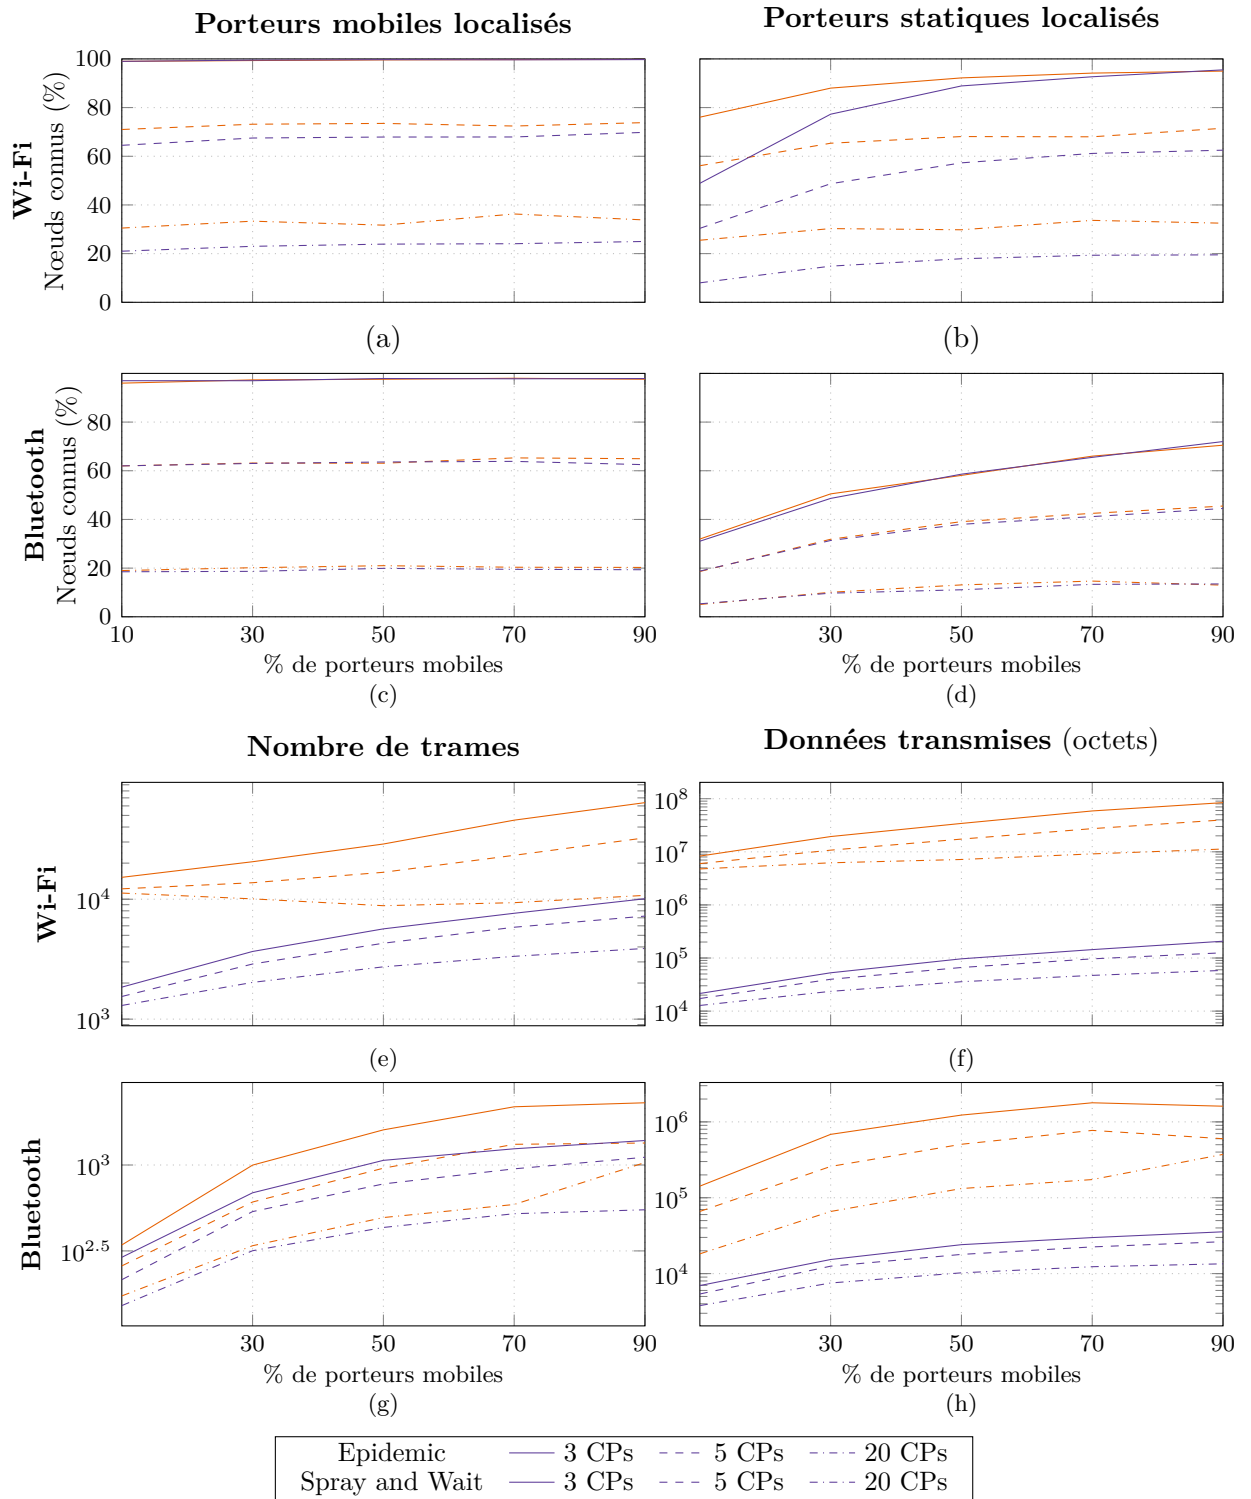 Porteurs mobiles localisés
Porteurs statiques localisés
Wi-Fi
Nœuds connus (%)
100
80
60
40
20
0
(a)
(b)
Bluetooth
Nœuds connus (%)
80
60
40
20
0
10 30 50 70 90
% de porteurs mobiles
(c)
30 50 70 90
% de porteurs mobiles
(d)
Nombre de trames
Données transmises (octets)
Wi-Fi
10^4
10^3
(e)
10^8
10^7
10^6
10^5
10^4
(f)
Bluetooth
10^3
10^2.5
30 50 70 90
% de porteurs mobiles
(g)
10^6
10^5
10^4
30 50 70 90
% de porteurs mobiles
(h)
Epidemic 3 CPs 5 CPs 20 CPs
Spray and Wait 3 CPs 5 CPs 20 CPs